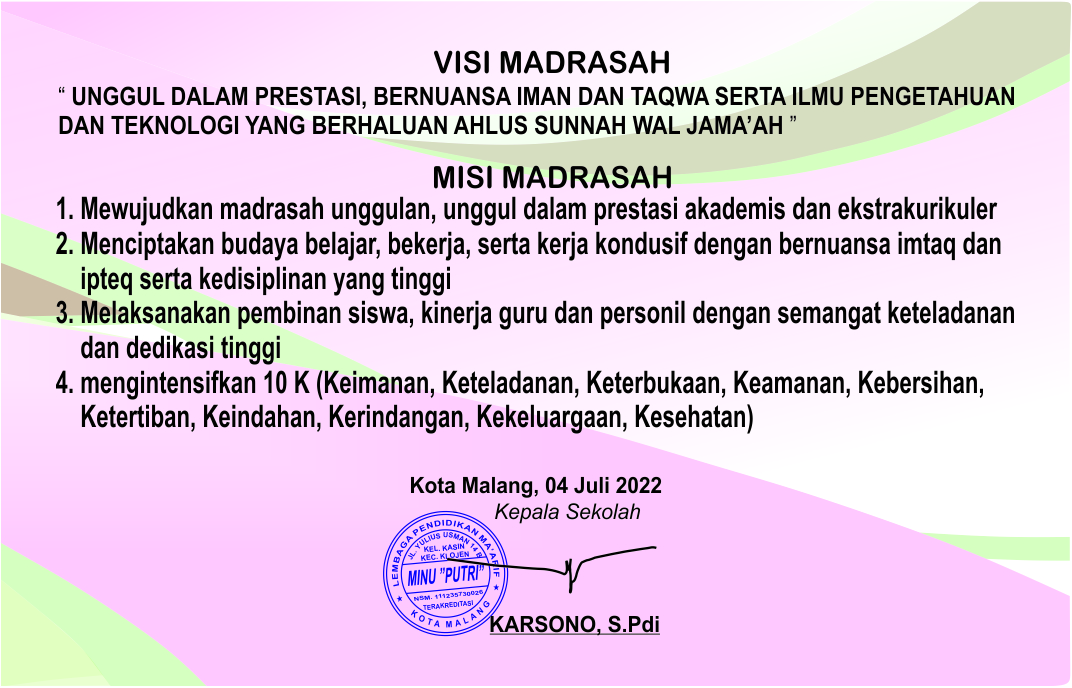 VISI MADRASAH
“ UNGGUL DALAM PRESTASI, BERNUANSA IMAN DAN TAQWA SERTA ILMU PENGETAHUAN
DAN TEKNOLOGI YANG BERHALUAN AHLUS SUNNAH WAL JAMA’AH ”
MISI MADRASAH
1. Mewujudkan madrasah unggulan, unggul dalam prestasi akademis dan ekstrakurikuler
2. Menciptakan budaya belajar, bekerja, serta kerja kondusif dengan bernuansa imtaq dan
ipteq serta kedisiplinan yang tinggi
3. Melaksanakan pembinan siswa, kinerja guru dan personil dengan semangat keteladanan
dan dedikasi tinggi
4. mengintensifkan 10 K (Keimanan, Keteladanan, Keterbukaan, Keamanan, Kebersihan,
Ketertiban, Keindahan, Kerindangan, Kekeluargaan, Kesehatan)
Kota Malang, 04 Juli 2022
Kepala Sekolah
LEMBAGA PENDIDIKAN MA'ARIF
JL. YULIUS USMAN 14 B
KEL. KASIN
KEC. KLOJEN
MINU ”PUTRI”
NSM. 111235730026
TERAKREDITASI
KOTA MALANG
KARSONO, S.Pdi